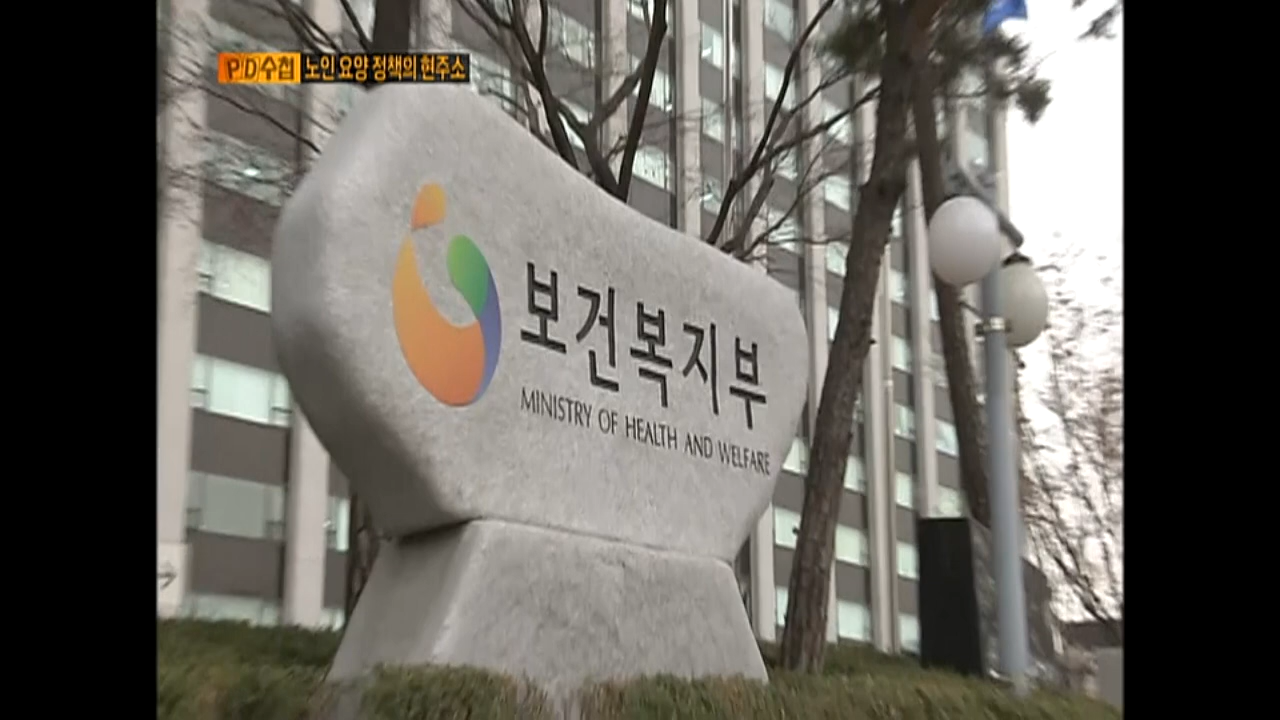 PD수첩 노인 요양 정책의 현주소
보건복지부
MINISTRY OF HEALTH AND WELFARE